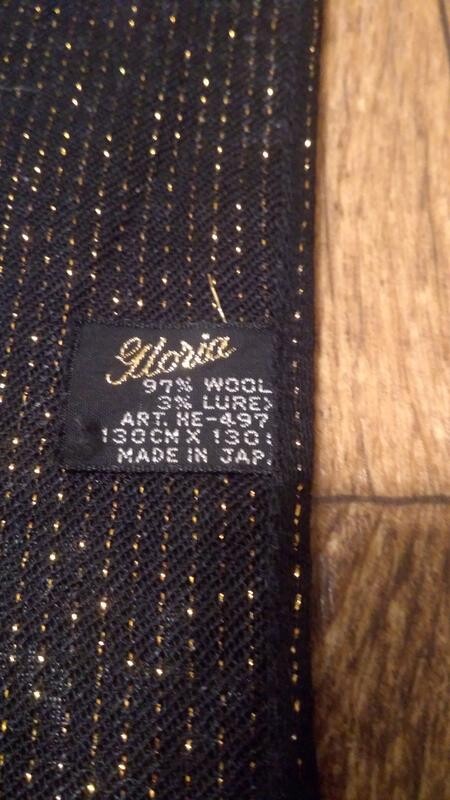 Gloria
97% WOOL
3% LUREX
ART. HE-497
130CM X 130
MADE IN JAP.